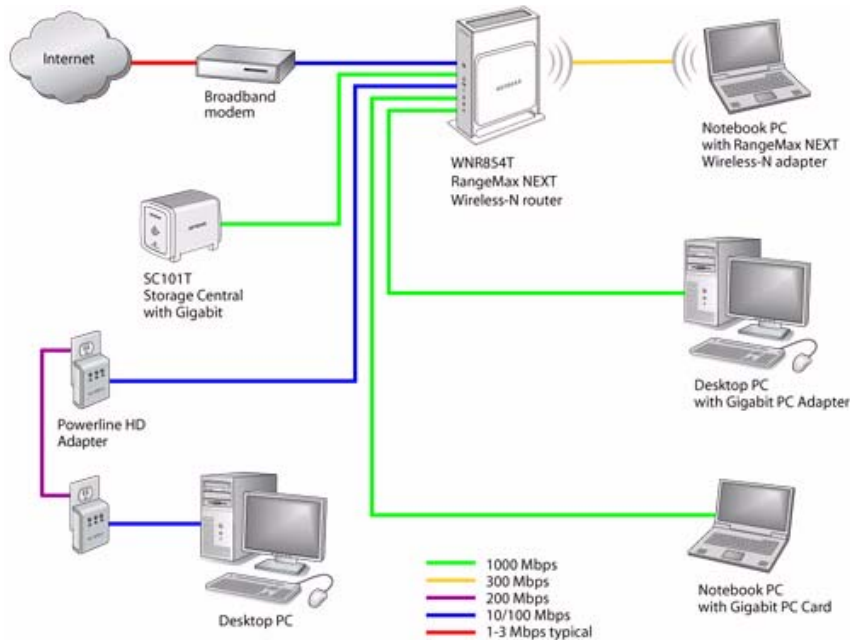 Internet
Broadband
modem
NETGEAR
WNR854T
RangeMax NEXT
Wireless-N router
Notebook PC
with RangeMax NEXT
Wireless-N adapter
SC101T
Storage Central
with Gigabit
Desktop PC
with Gigabit PC Adapter
Powerline HD
Adapter
Desktop PC
1000 Mbps
300 Mbps
200 Mbps
10/100 Mbps
1-3 Mbps typical
Notebook PC
with Gigabit PC Card